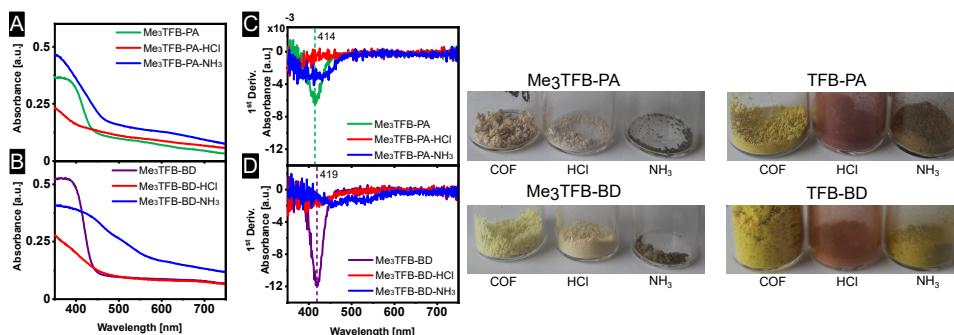 A
Me₃TFB-PA
Me₃TFB-PA-HCl
Me₃TFB-PA-NH₃
0.5
0.25
0
Absorbance [a.u.]
B
Me₃TFB-BD
Me₃TFB-BD-HCl
Me₃TFB-BD-NH₃
0.5
0.25
0
Absorbance [a.u.]
400 500 600 700
Wavelength [nm]
C
x10⁻³
414
0
-4
-8
-12
1ˢᵗ Deriv.
Absorbance [a.u.]
Me₃TFB-PA
Me₃TFB-PA-HCl
Me₃TFB-PA-NH₃
D
419
0
-4
-8
-12
1ˢᵗ Deriv.
Absorbance [a.u.]
Me₃TFB-BD
Me₃TFB-BD-HCl
Me₃TFB-BD-NH₃
400 500 600 700
Wavelength [nm]
Me₃TFB-PA
COF HCl NH₃
TFB-PA
COF HCl NH₃
Me₃TFB-BD
COF HCl NH₃
TFB-BD
COF HCl NH₃